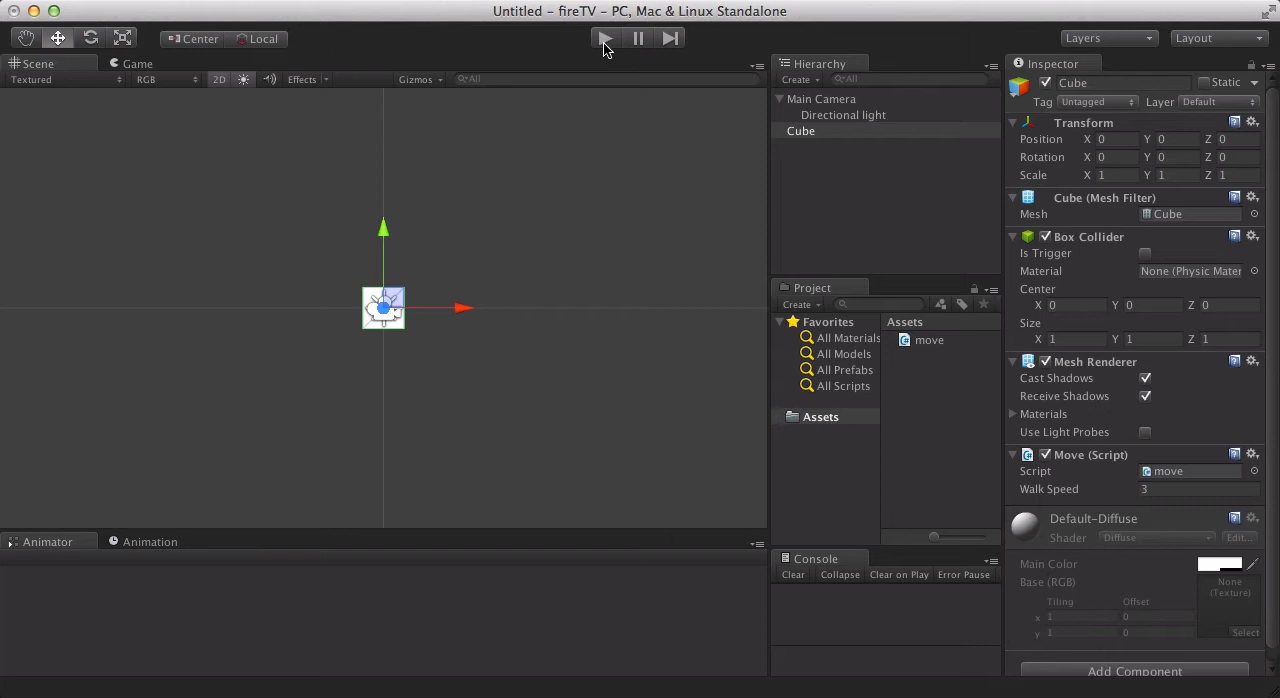 Untitled - fireTV - PC, Mac & Linux Standalone
Center Local Layers Layout
Scene Game
Textured RGB 2D Effects Gizmos All
Animator Animation
Hierarchy
Create All
Main Camera
Directional light
Cube
Project
Create
Favorites
All Materials
All Models
All Prefabs
All Scripts
Assets
Assets
move
Console
Clear Collapse Clear on Play Error Pause
Inspector
Cube Static
Tag Untagged Layer Default
Transform
Position X 0 Y 0 Z 0
Rotation X 0 Y 0 Z 0
Scale X 1 Y 1 Z 1
Cube (Mesh Filter)
Mesh Cube
Box Collider
Is Trigger
Material None (Physic Mater
Center
X 0 Y 0 Z 0
Size
X 1 Y 1 Z 1
Mesh Renderer
Cast Shadows
Receive Shadows
Materials
Use Light Probes
Move (Script)
Script move
Walk Speed 3
Default-Diffuse
Shader Diffuse Edit...
Main Color
Base (RGB) None
(Texture)
Tiling Offset
x 1 0
y 1 0
Select
Add Component